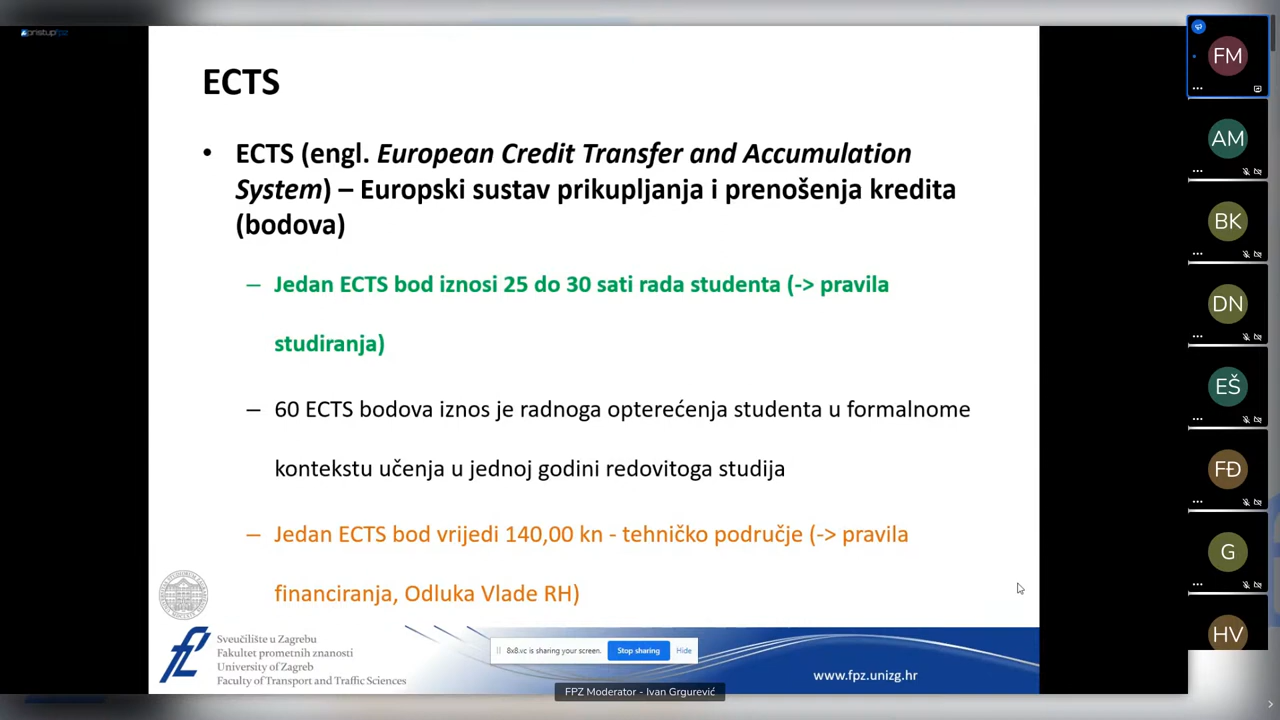 pristupfpz
ECTS
• ECTS (engl. European Credit Transfer and Accumulation
System) – Europski sustav prikupljanja i prenošenja kredita
(bodova)
– Jedan ECTS bod iznosi 25 do 30 sati rada studenta (-> pravila
studiranja)
– 60 ECTS bodova iznos je radnoga opterećenja studenta u formalnome
kontekstu učenja u jednoj godini redovitoga studija
– Jedan ECTS bod vrijedi 140,00 kn - tehničko područje (-> pravila
financiranja, Odluka Vlade RH)
Sveučilište u Zagrebu
Fakultet prometnih znanosti
University of Zagreb
Faculty of Transport and Traffic Sciences
8x8.vc is sharing your screen.
Stop sharing
Hide
www.fpz.unizg.hr
FPZ Moderator - Ivan Grgurević
FM
AM
BK
DN
EŠ
FĐ
G
HV